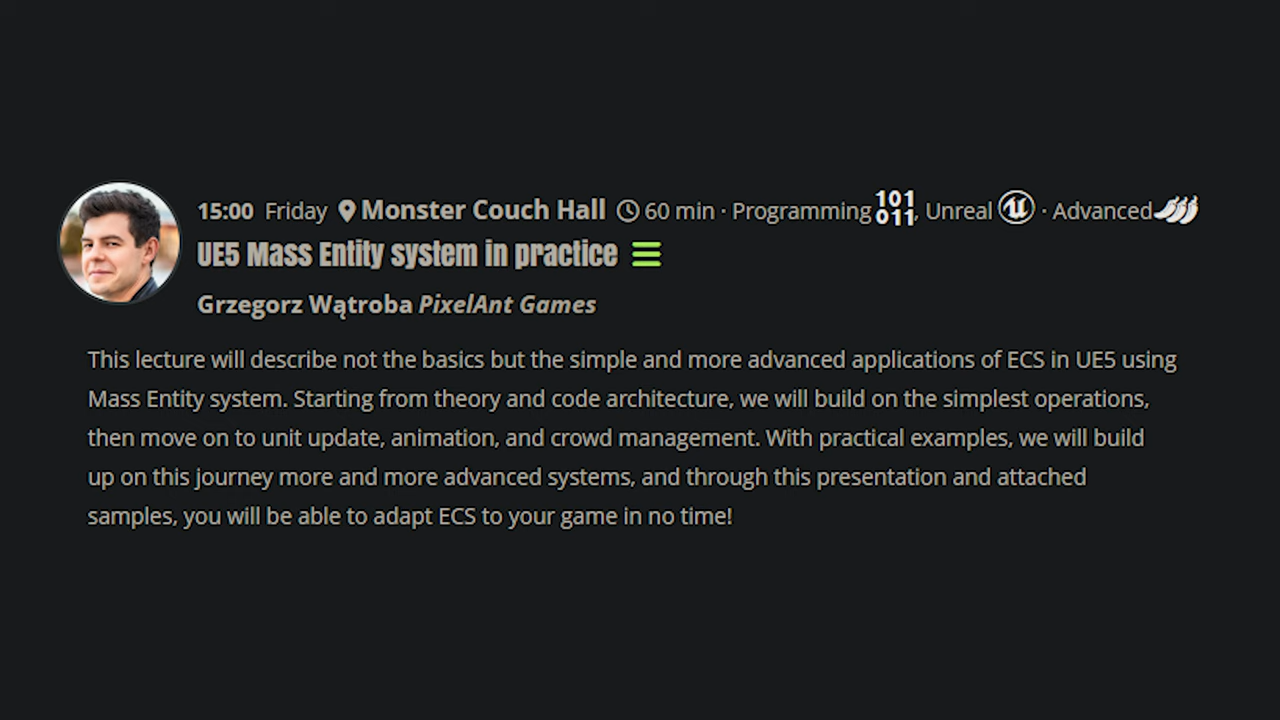 15:00 Friday Monster Couch Hall 60 min · Programming 101 011, Unreal · Advanced
UE5 Mass Entity system in practice
Grzegorz Wątroba PixelAnt Games
This lecture will describe not the basics but the simple and more advanced applications of ECS in UE5 using
Mass Entity system. Starting from theory and code architecture, we will build on the simplest operations,
then move on to unit update, animation, and crowd management. With practical examples, we will build
up on this journey more and more advanced systems, and through this presentation and attached
samples, you will be able to adapt ECS to your game in no time!